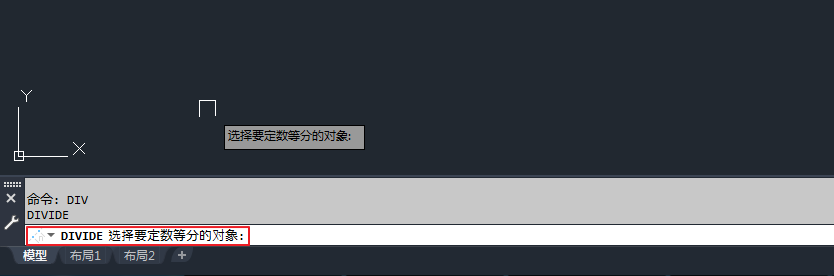 Y
X
选择要定数等分的对象:
命令: DIV
DIVIDE
DIVIDE 选择要定数等分的对象:
模型 布局1 布局2 +